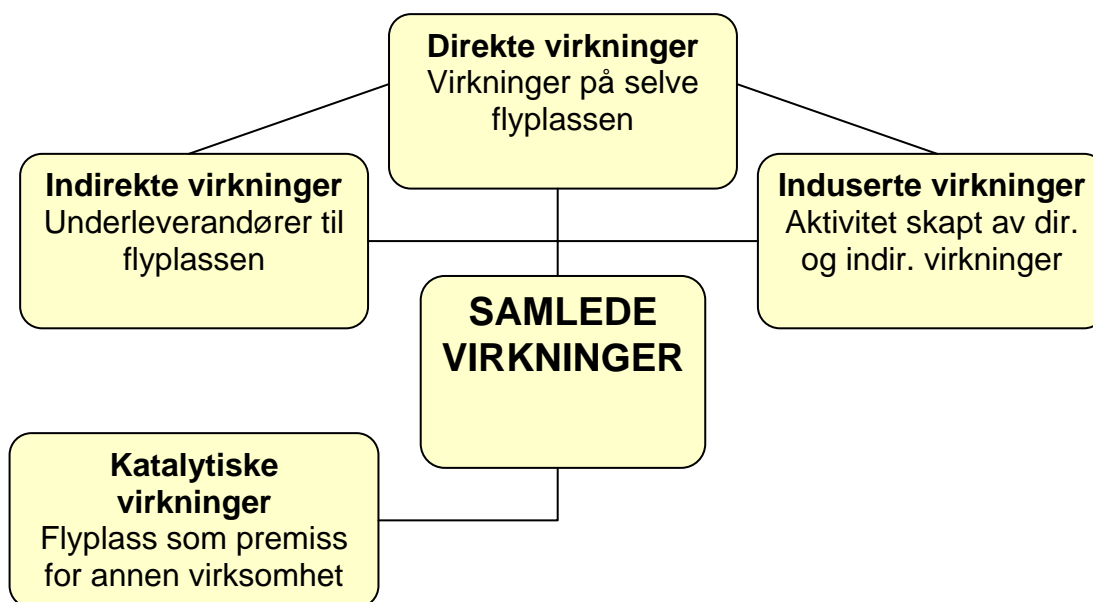 Direkte virkninger
Virkninger på selve
flyplassen
Indirekte virkninger
Underleverandører til
flyplassen
Induserte virkninger
Aktivitet skapt av dir.
og indir. virkninger
SAMLEDE
VIRKNINGER
Katalytiske
virkninger
Flyplass som premiss
for annen virksomhet